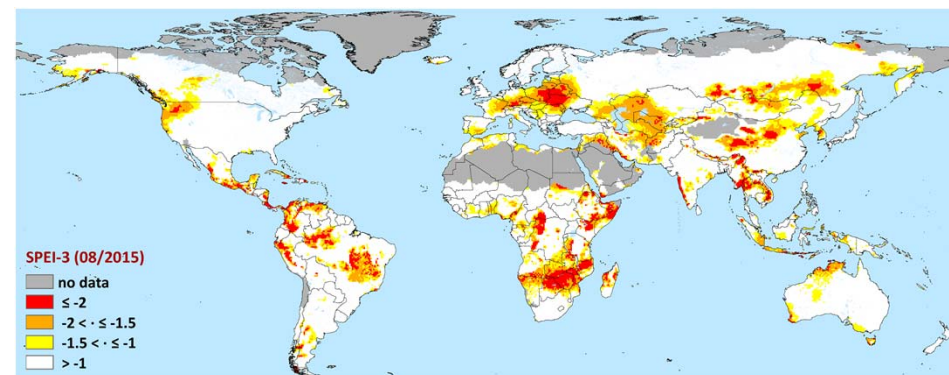 SPEI-3 (08/2015)
no data
≤ -2
-2 < · ≤ -1.5
-1.5 < · ≤ -1
> -1